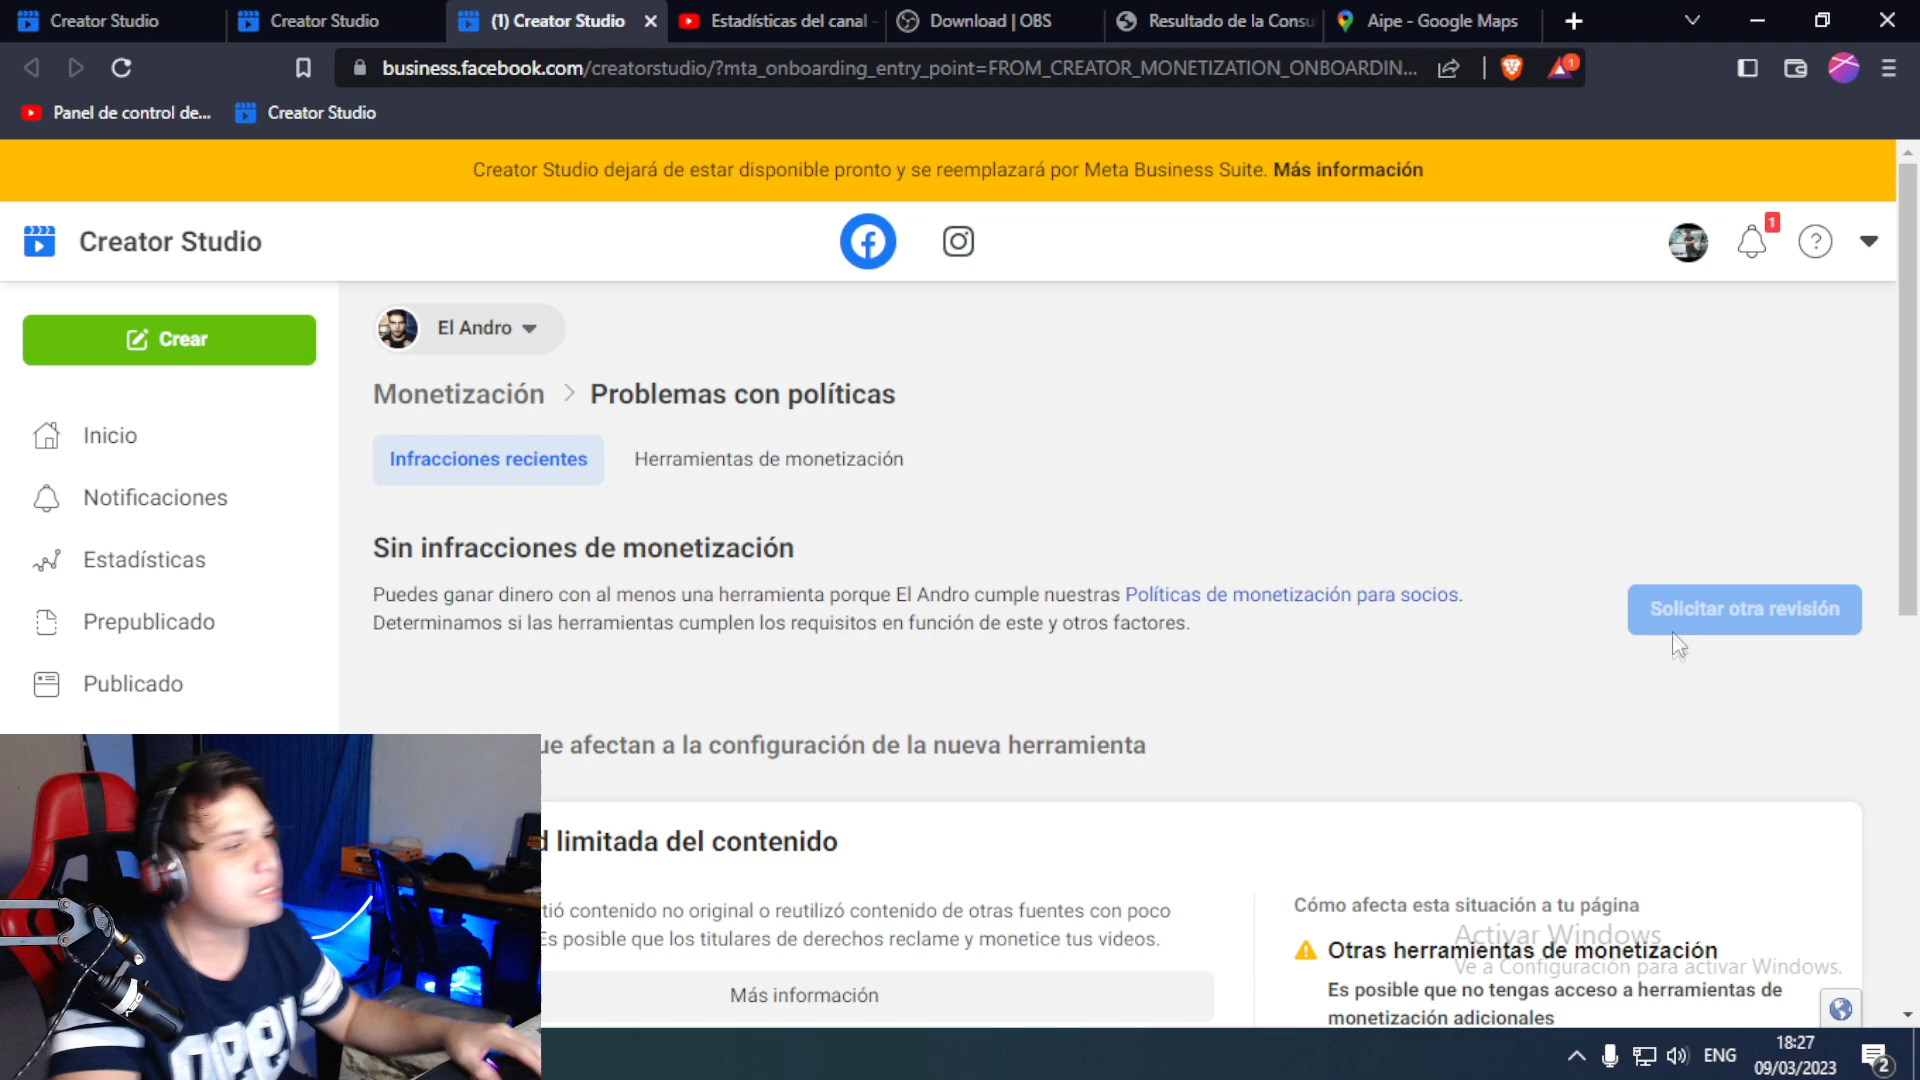 Creator Studio
Creator Studio
(1) Creator Studio
Estadísticas del canal -
Download | OBS
Resultado de la Consu
Aipe - Google Maps
business.facebook.com/creatorstudio/?mta_onboarding_entry_point=FROM_CREATOR_MONETIZATION_ONBOARDIN...
1
Panel de control de...
Creator Studio
Creator Studio dejará de estar disponible pronto y se reemplazará por Meta Business Suite. Más información
Creator Studio
1
?
Crear
El Andro
Monetización > Problemas con políticas
Inicio
Infracciones recientes
Herramientas de monetización
Notificaciones
Sin infracciones de monetización
Estadísticas
Puedes ganar dinero con al menos una herramienta porque El Andro cumple nuestras Políticas de monetización para socios.
Determinamos si las herramientas cumplen los requisitos en función de este y otros factores.
Solicitar otra revisión
Prepublicado
Publicado
ue afectan a la configuración de la nueva herramienta
d limitada del contenido
tió contenido no original o reutilizó contenido de otras fuentes con poco
Es posible que los titulares de derechos reclame y monetice tus videos.
Más información
Cómo afecta esta situación a tu página
Activar Windows
Otras herramientas de monetización
Ve a Configuración para activar Windows.
Es posible que no tengas acceso a herramientas de
monetización adicionales
ENG
18:27
09/03/2023
2